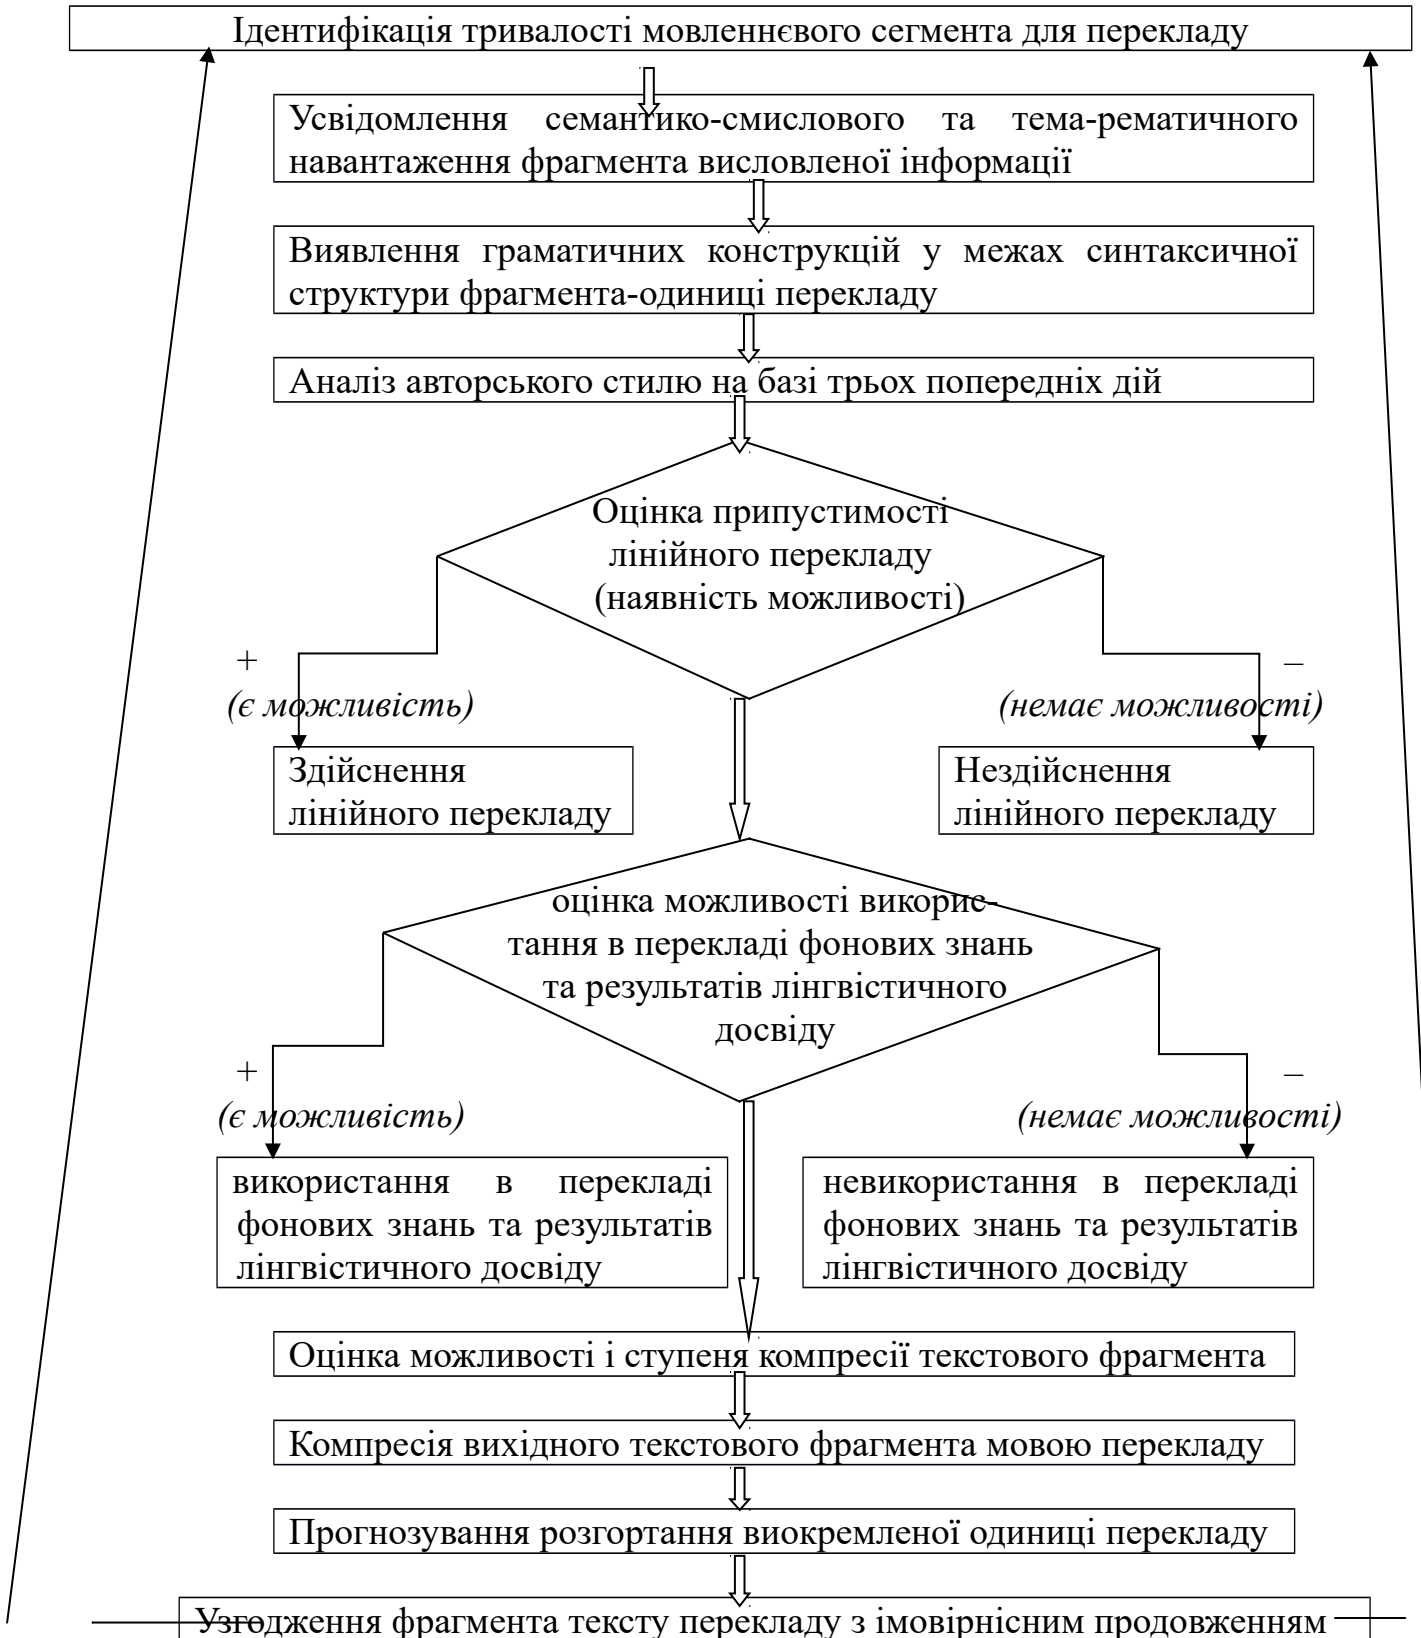 Ідентифікація тривалості мовленнєвого сегмента для перекладу
Усвідомлення семантико-смислового та тема-рематичного
навантаження фрагмента висловленої інформації
Виявлення граматичних конструкцій у межах синтаксичної
структури фрагмента-одиниці перекладу
Аналіз авторського стилю на базі трьох попередніх дій
Оцінка припустимості
лінійного перекладу
(наявність можливості)
+
(є можливість)
–
(немає можливості)
Здійснення
лінійного перекладу
Нездійснення
лінійного перекладу
оцінка можливості викорис-
тання в перекладі фонових знань
та результатів лінгвістичного
досвіду
+
(є можливість)
–
(немає можливості)
використання в перекладі
фонових знань та результатів
лінгвістичного досвіду
невикористання в перекладі
фонових знань та результатів
лінгвістичного досвіду
Оцінка можливості і ступеня компресії текстового фрагмента
Компресія вихідного текстового фрагмента мовою перекладу
Прогнозування розгортання виокремленої одиниці перекладу
Узгодження фрагмента тексту перекладу з імовірнісним продовженням